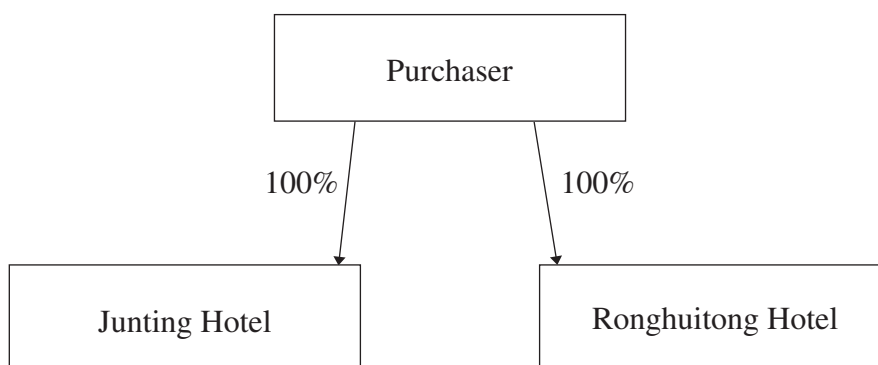 Purchaser
100%
100%
Junting Hotel
Ronghuitong Hotel